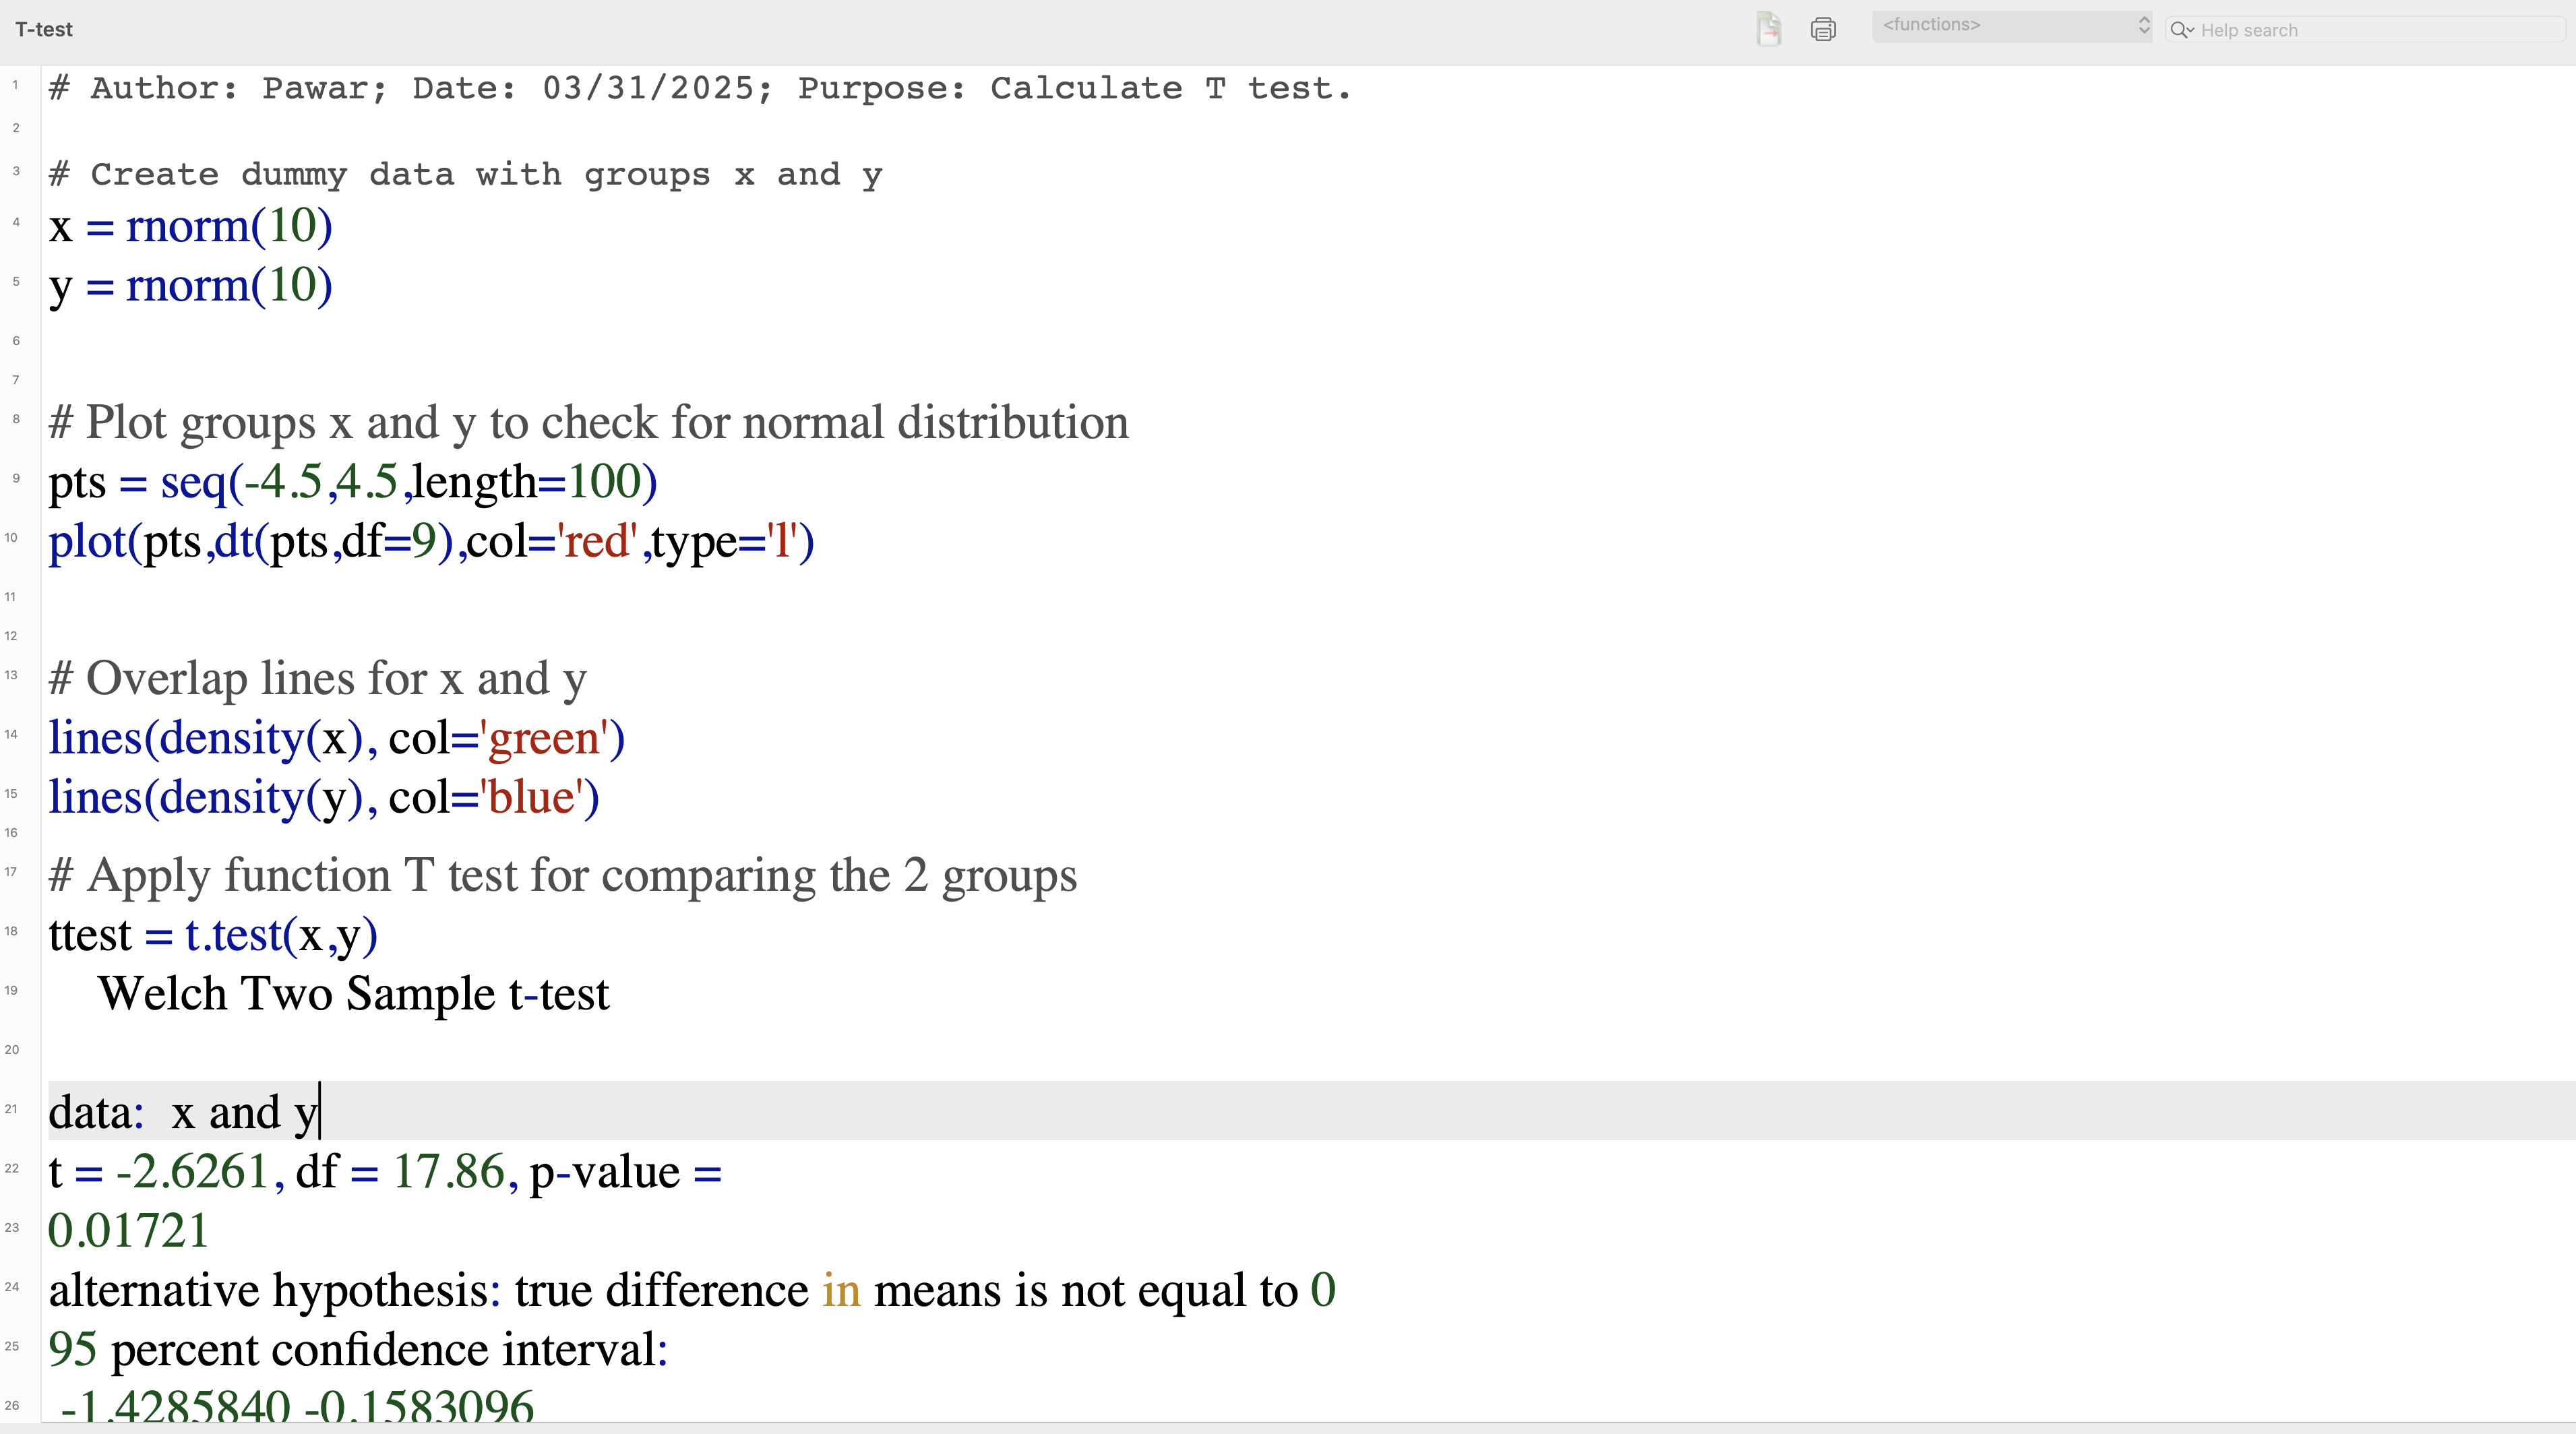 T-test
<functions>
Help search
1 # Author: Pawar; Date: 03/31/2025; Purpose: Calculate T test.
2
3 # Create dummy data with groups x and y
4 x = rnorm(10)
5 y = rnorm(10)
6
7
8 # Plot groups x and y to check for normal distribution
9 pts = seq(-4.5,4.5,length=100)
10 plot(pts,dt(pts,df=9),col='red',type='l')
11
12
13 # Overlap lines for x and y
14 lines(density(x), col='green')
15 lines(density(y), col='blue')
16
17 # Apply function T test for comparing the 2 groups
18 ttest = t.test(x,y)
19 Welch Two Sample t-test
20
21 data:  x and y
22 t = -2.6261, df = 17.86, p-value =
23 0.01721
24 alternative hypothesis: true difference in means is not equal to 0
25 95 percent confidence interval:
26 -1.4285840 -0.1583096